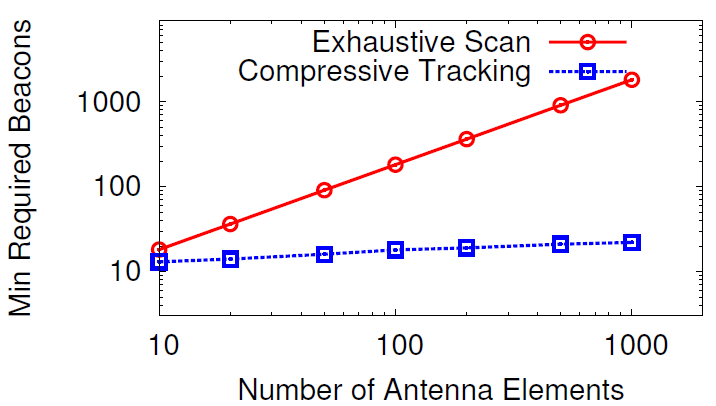 Exhaustive Scan
Compressive Tracking
Min Required Beacons
1000
100
10
10
100
1000
Number of Antenna Elements